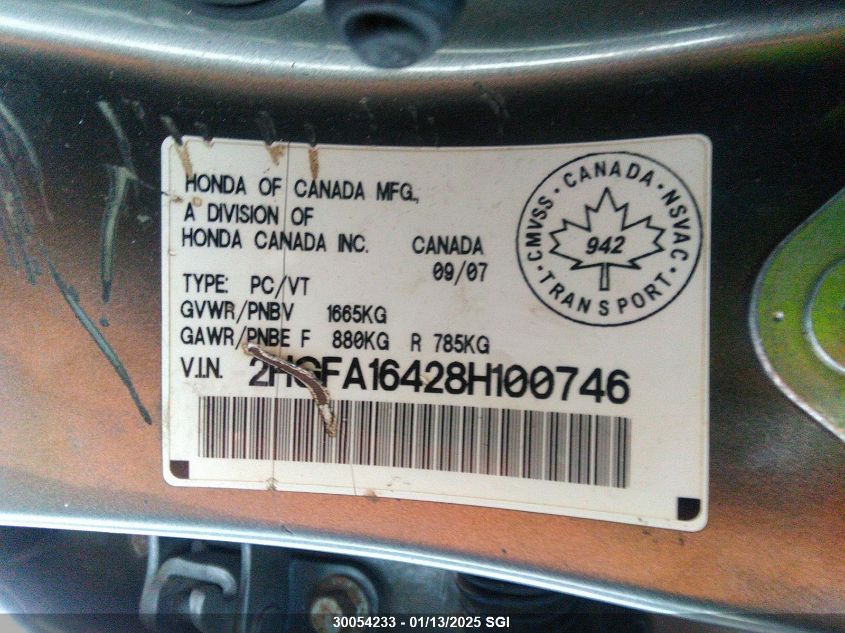 HONDA OF CANADA MFG.,
A DIVISION OF
HONDA CANADA INC. CANADA
09/07
TYPE: PC/VT
GVWR/PNBV 1665KG
GAWR/PNBE F 880KG R 785KG
V.I.N. 2HGFA16428H100746
CMVSS • CANADA • NSVAC •
942
TRANSPORT
30054233 - 01/13/2025 SGI